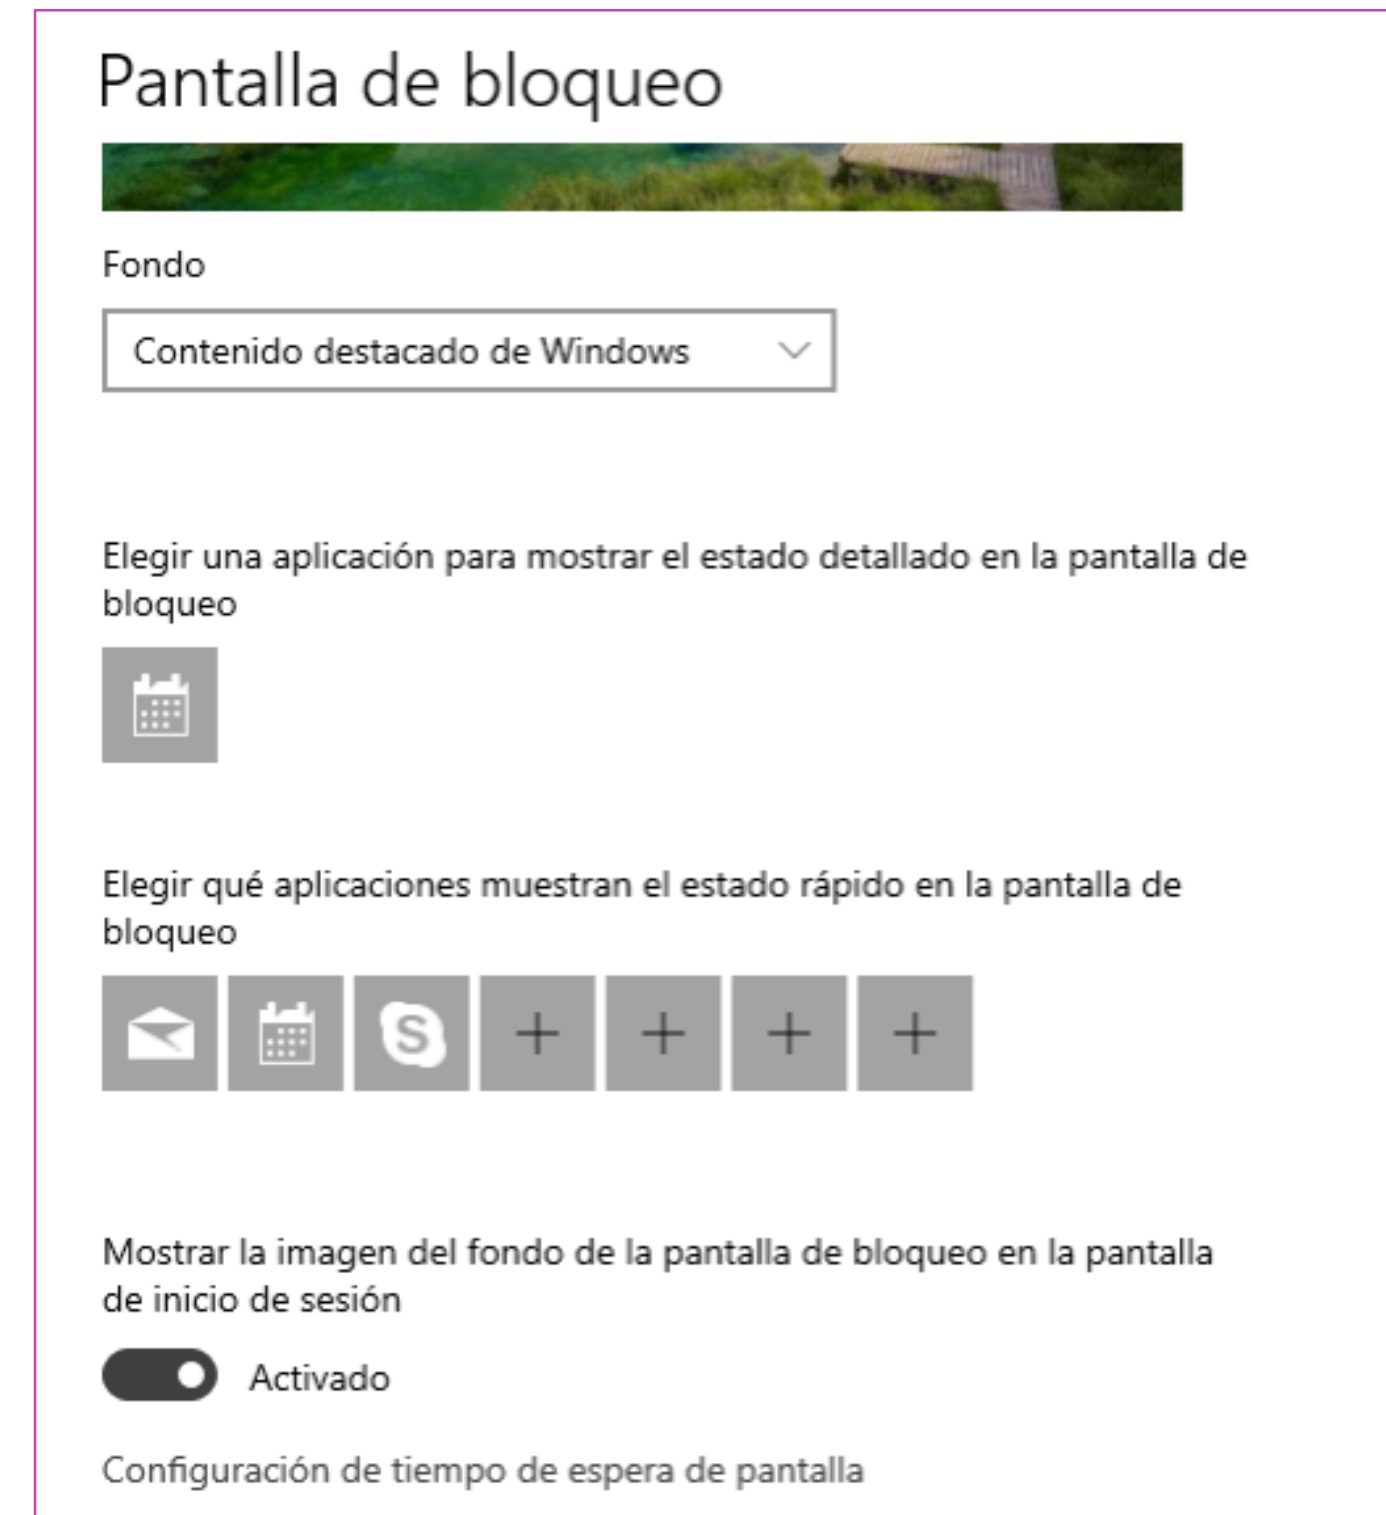 Pantalla de bloqueo
Fondo
Contenido destacado de Windows
Elegir una aplicación para mostrar el estado detallado en la pantalla de
bloqueo
Elegir qué aplicaciones muestran el estado rápido en la pantalla de
bloqueo
Mostrar la imagen del fondo de la pantalla de bloqueo en la pantalla
de inicio de sesión
Activado
Configuración de tiempo de espera de pantalla